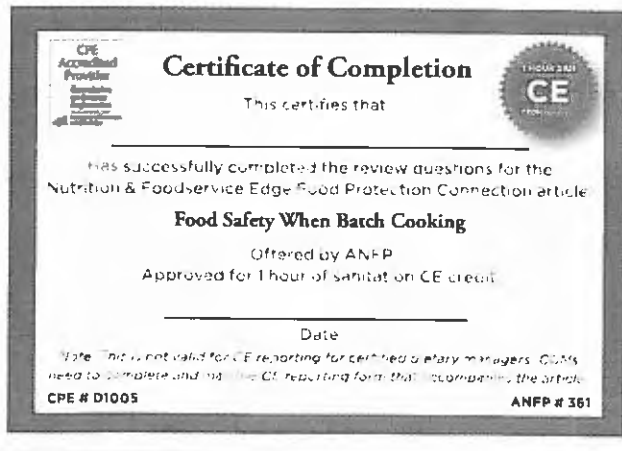 CPE
Accredited
Provider
Certificate of Completion
CE
This certifies that
Has successfully completed the review questions for the
Nutrition & Foodservice Edge Food Protection Connection article
Food Safety When Batch Cooking
Offered by ANFP
Approved for 1 hour of sanitation CE credit
Date
Note: This is not valid for CE reporting for certified dietary managers. CDMs
need to complete and the CE reporting form that accompanies the article
CPE # D1005
ANFP # 361